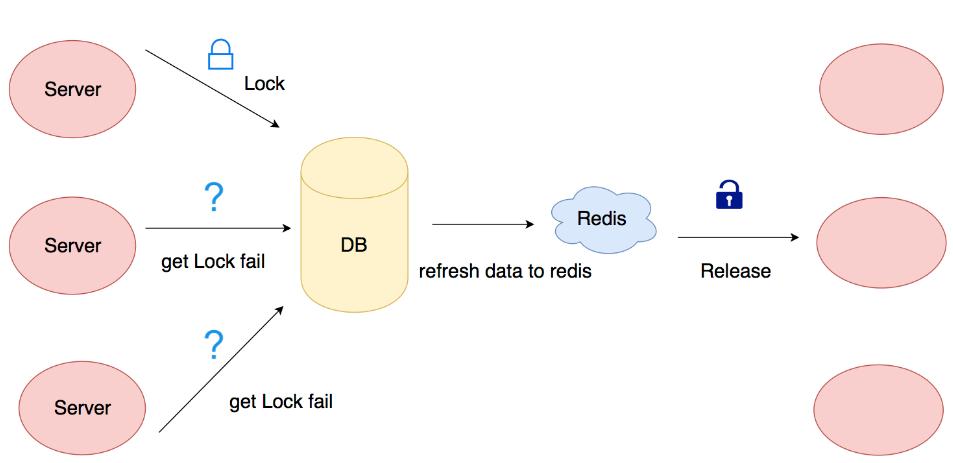 Server
Lock
?
Server
get Lock fail
DB
refresh data to redis
Redis
Release
?
Server
get Lock fail